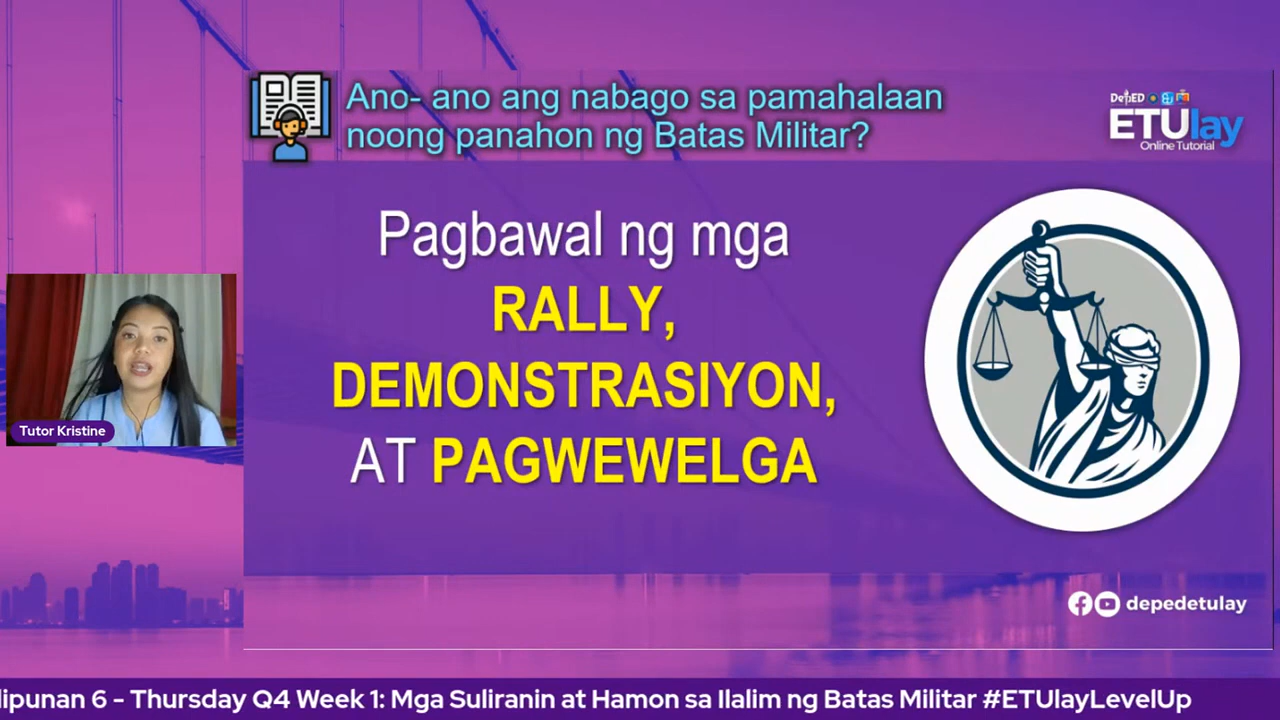 Ano- ano ang nabago sa pamahalaan
noong panahon ng Batas Militar?
DepED
ETUlay
Online Tutorial
Pagbawal ng mga
RALLY,
DEMONSTRASIYON,
AT PAGWEWELGA
Tutor Kristine
depedetulay
lipunan 6 - Thursday Q4 Week 1: Mga Suliranin at Hamon sa Ilalim ng Batas Militar #ETUlayLevelUp